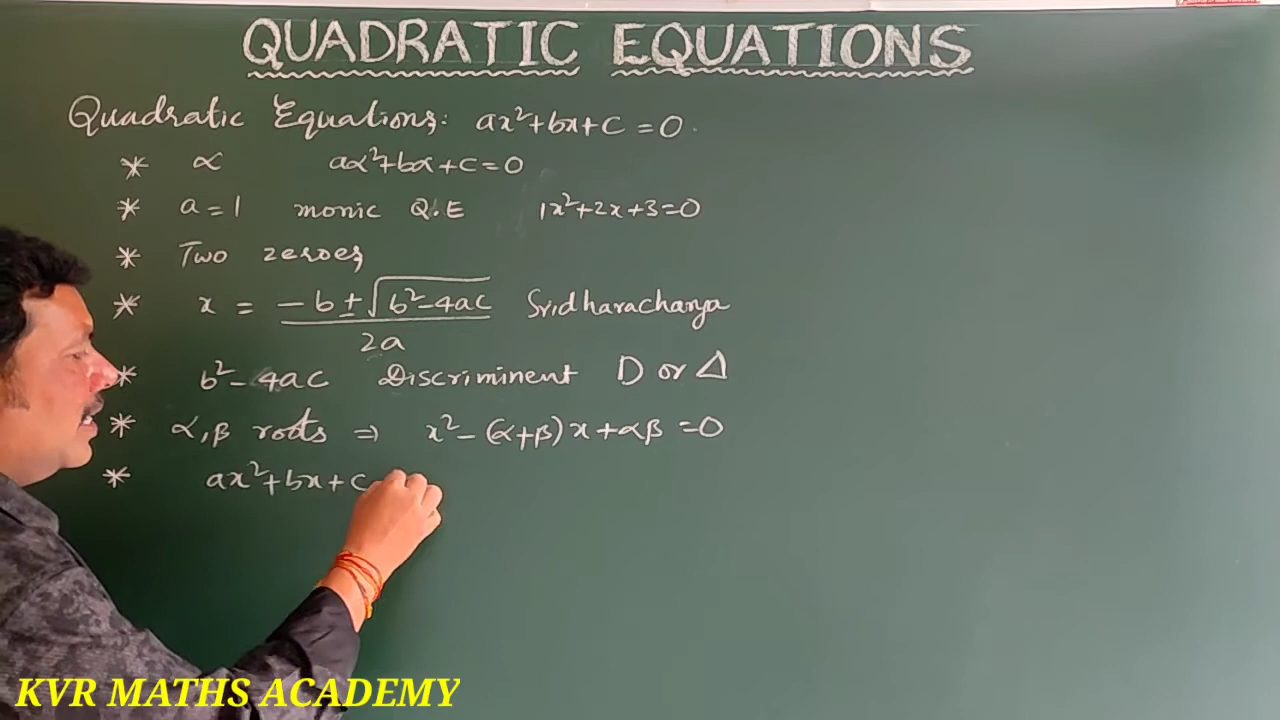 QUADRATIC EQUATIONS
Quadratic Equations: ax²+bx+c=0.
* α aα²+bα+c=0
* a=1 monic Q.E 1x²+2x+3=0
* Two zeroes
* x = -b±√b²-4ac / 2a Sridharacharya
* b²-4ac Discriminent D or Δ
* α,β roots ⇒ x²-(α+β)x+αβ=0
* ax²+bx+c
KVR MATHS ACADEMY